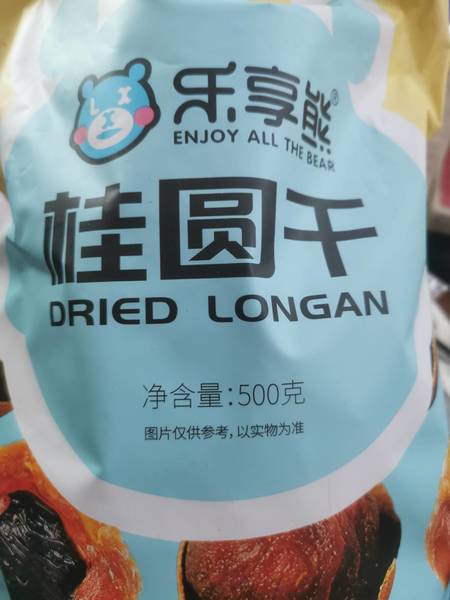 LX
乐享熊®
ENJOY ALL THE BEAR
桂圆干
DRIED LONGAN
净含量:500克
图片仅供参考,以实物为准